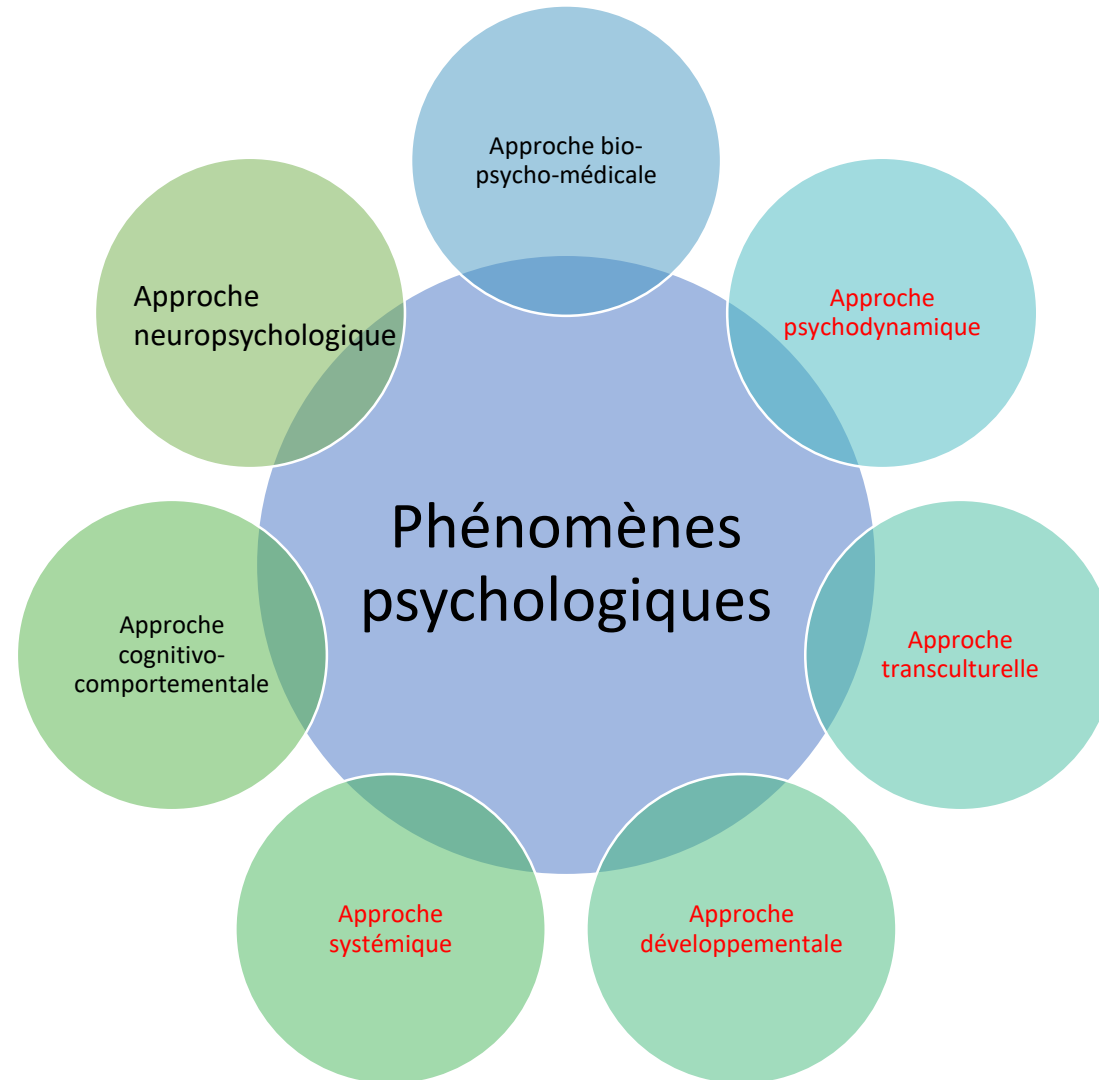 Approche bio-
psycho-médicale
Approche
psychodynamique
Approche
transculturelle
Approche
développementale
Approche
systémique
Approche
cognitivo-
comportementale
Approche
neuropsychologique
Phénomènes
psychologiques